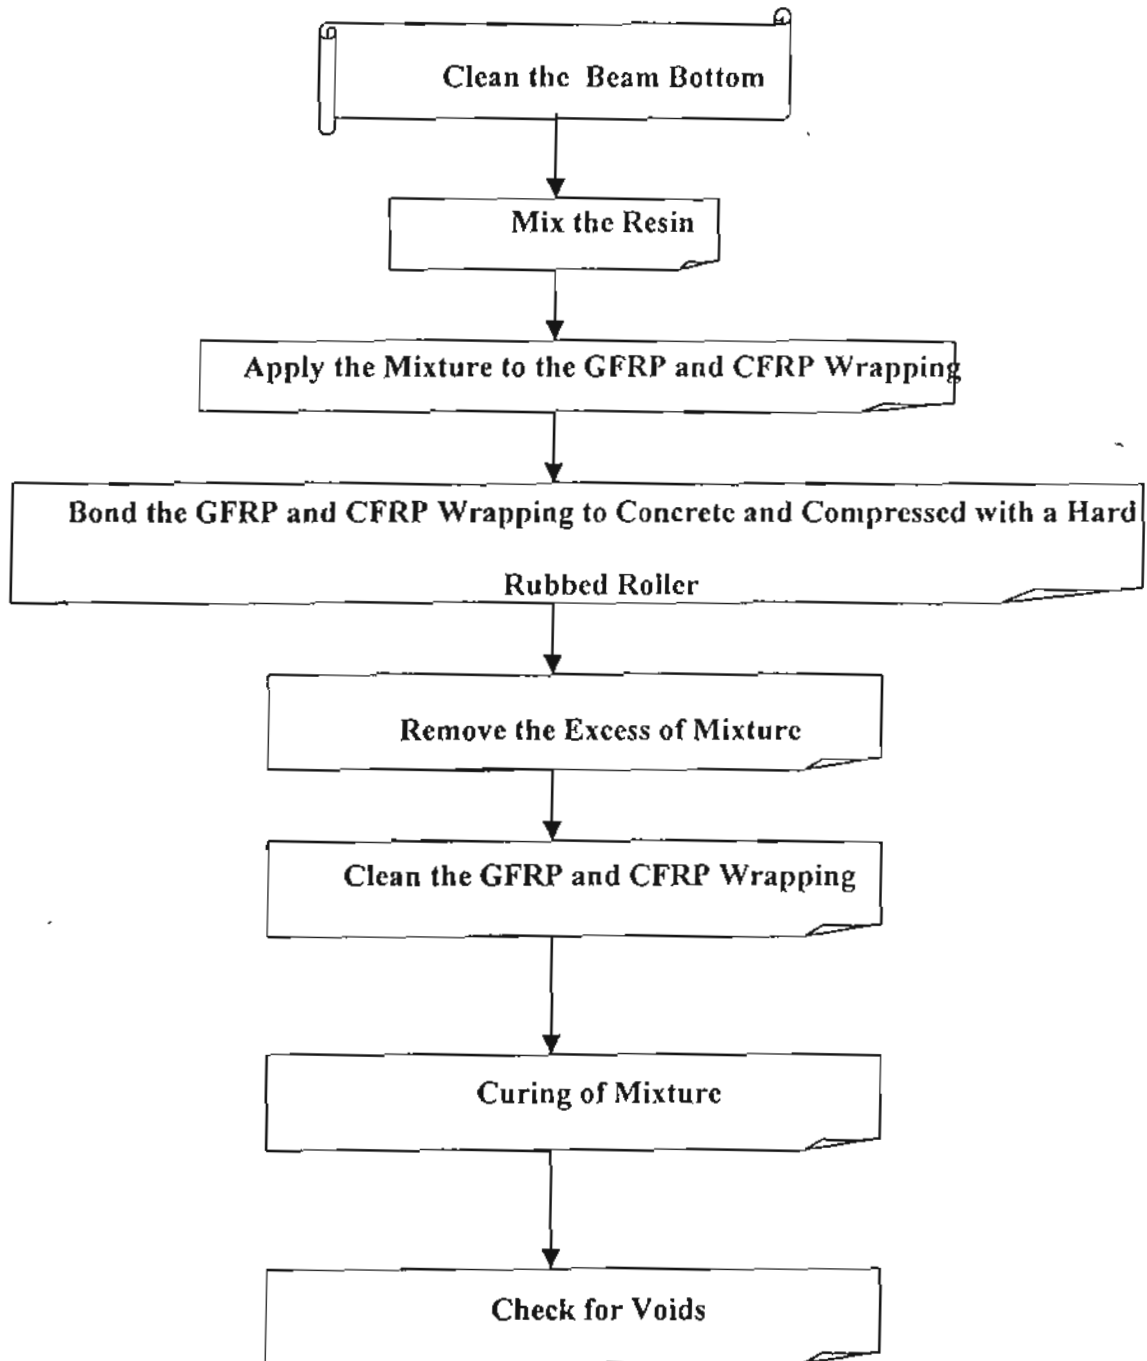 Clean the Beam Bottom
Mix the Resin
Apply the Mixture to the GFRP and CFRP Wrapping
Bond the GFRP and CFRP Wrapping to Concrete and Compressed with a Hard
Rubbed Roller
Remove the Excess of Mixture
Clean the GFRP and CFRP Wrapping
Curing of Mixture
Check for Voids